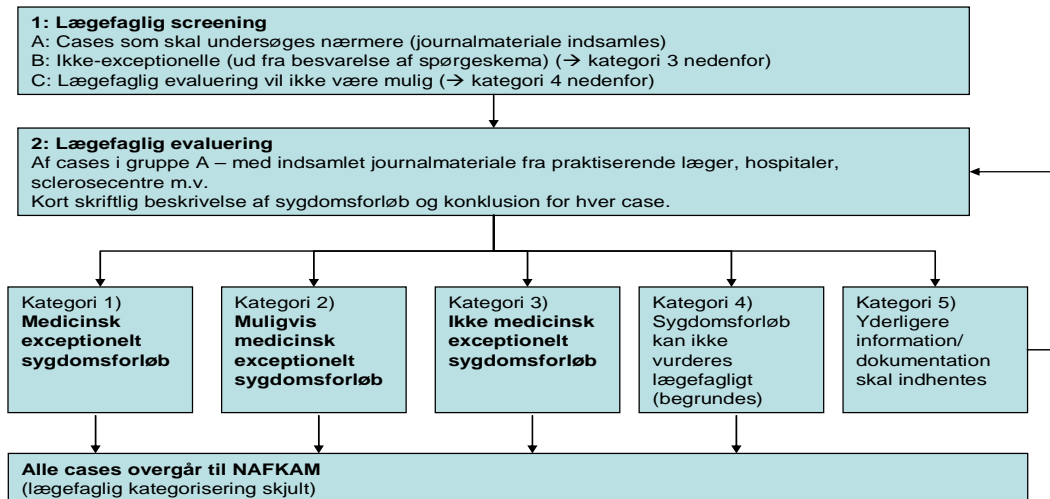 1: Lægefaglig screening
A: Cases som skal undersøges nærmere (journalmateriale indsamles)
B: Ikke-exceptionelle (ud fra besvarelse af spørgeskema) (→ kategori 3 nedenfor)
C: Lægefaglig evaluering vil ikke være mulig (→ kategori 4 nedenfor)
2: Lægefaglig evaluering
Af cases i gruppe A – med indsamlet journalmateriale fra praktiserende læger, hospitaler,
sclerosecentre m.v.
Kort skriftlig beskrivelse af sygdomsforløb og konklusion for hver case.
Kategori 1)
Medicinsk
exceptionelt
sygdomsforløb
Kategori 2)
Muligvis
medicinsk
exceptionelt
sygdomsforløb
Kategori 3)
Ikke medicinsk
exceptionelt
sygdomsforløb
Kategori 4)
Sygdomsforløb
kan ikke
vurderes
lægefagligt
(begrundes)
Kategori 5)
Yderligere
information/
dokumentation
skal indhentes
Alle cases overgår til NAFKAM
(lægefaglig kategorisering skjult)